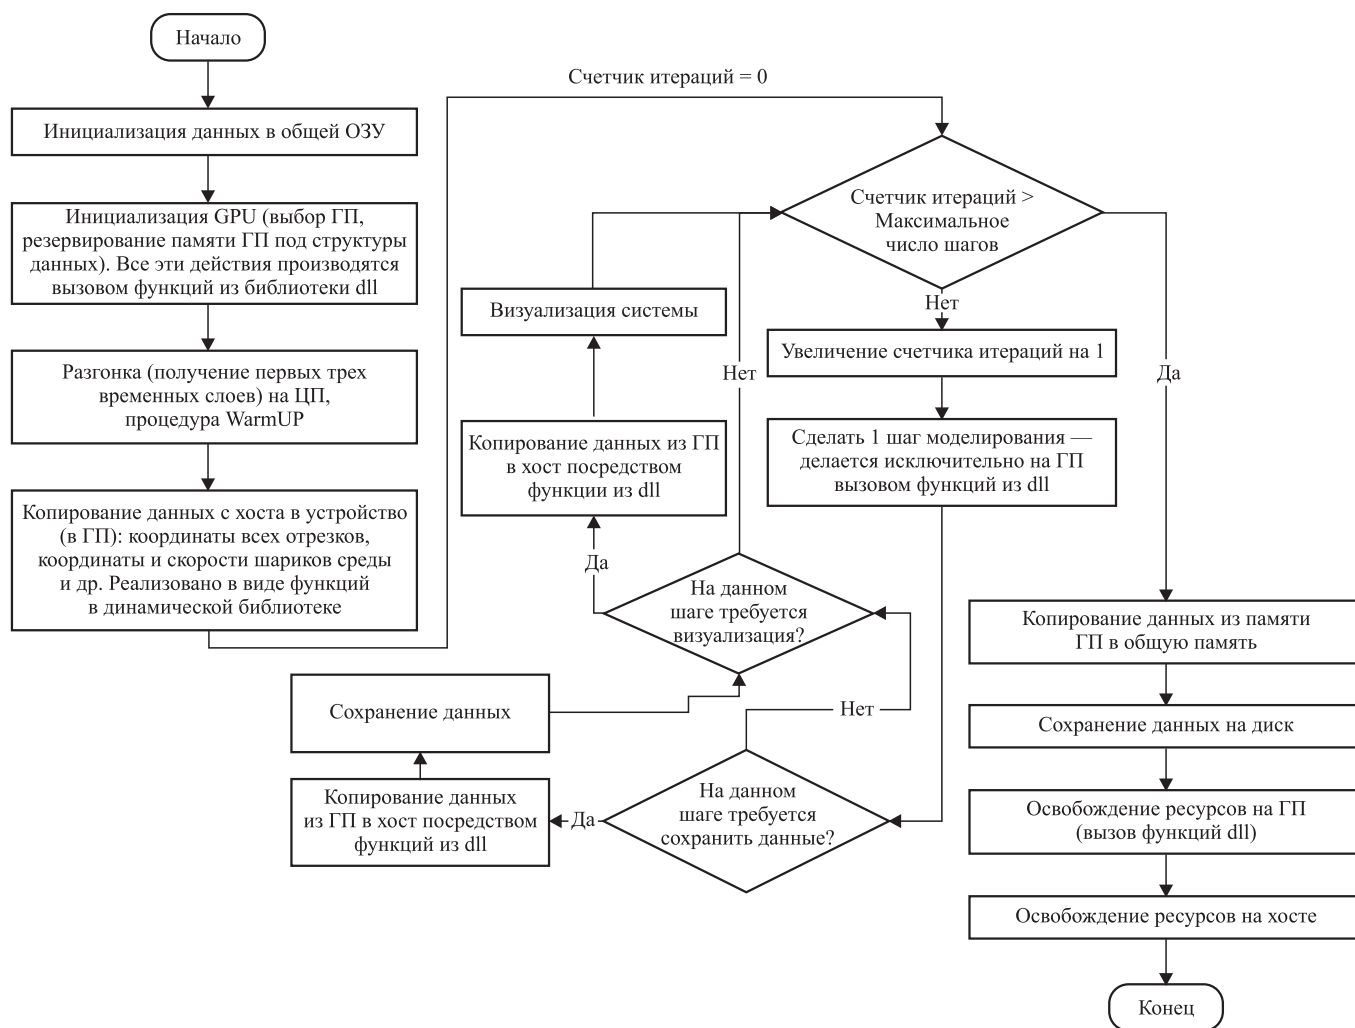 Начало
Инициализация данных в общей ОЗУ
Инициализация GPU (выбор ГП,
резервирование памяти ГП под структуры
данных). Все эти действия производятся
вызовом функций из библиотеки dll
Разгонка (получение первых трех
временных слоев) на ЦП,
процедура WarmUP
Копирование данных с хоста в устройство
(в ГП): координаты всех отрезков,
координаты и скорости шариков среды
и др. Реализовано в виде функций
в динамической библиотеке
Счетчик итераций = 0
Счетчик итераций >
Максимальное
число шагов
Нет
Увеличение счетчика итераций на 1
Сделать 1 шаг моделирования —
делается исключительно на ГП
вызовом функций из dll
На данном
шаге требуется
сохранить данные?
Да
Копирование данных
из ГП в хост посредством
функций из dll
Сохранение данных
Нет
На данном
шаге требуется
визуализация?
Да
Копирование данных из ГП
в хост посредством
функции из dll
Визуализация системы
Нет
Да
Копирование данных из памяти
ГП в общую память
Сохранение данных на диск
Освобождение ресурсов на ГП
(вызов функций dll)
Освобождение ресурсов на хосте
Конец